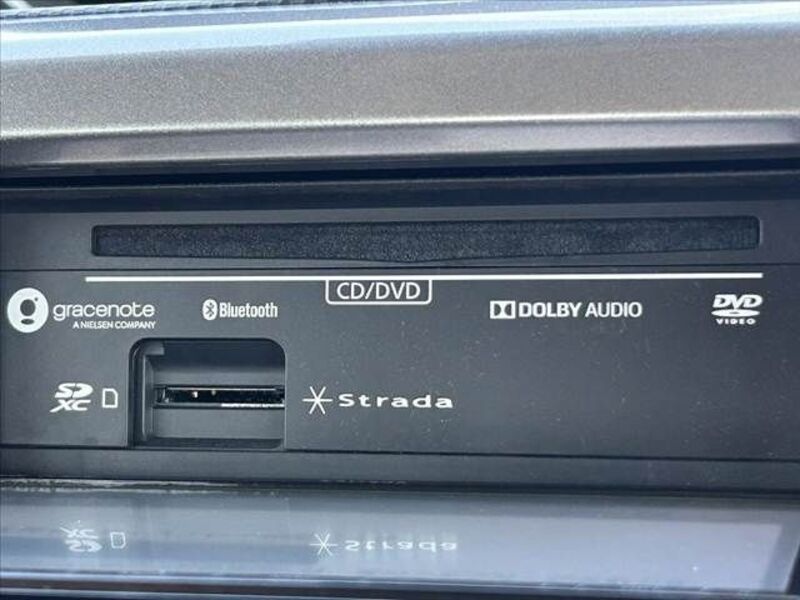 gracenote
A NIELSEN COMPANY
Bluetooth
CD/DVD
DOLBY AUDIO
DVD
VIDEO
SD
XC
Strada